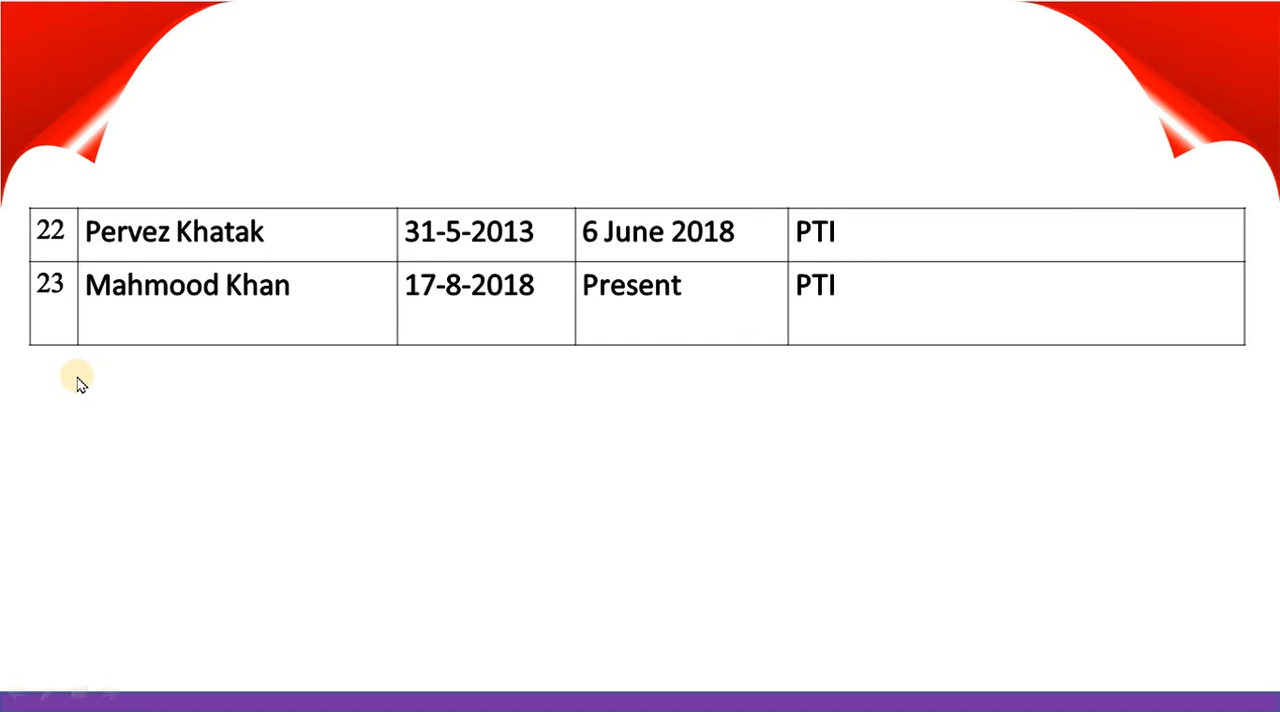 22 Pervez Khatak 31-5-2013 6 June 2018 PTI
23 Mahmood Khan 17-8-2018 Present PTI